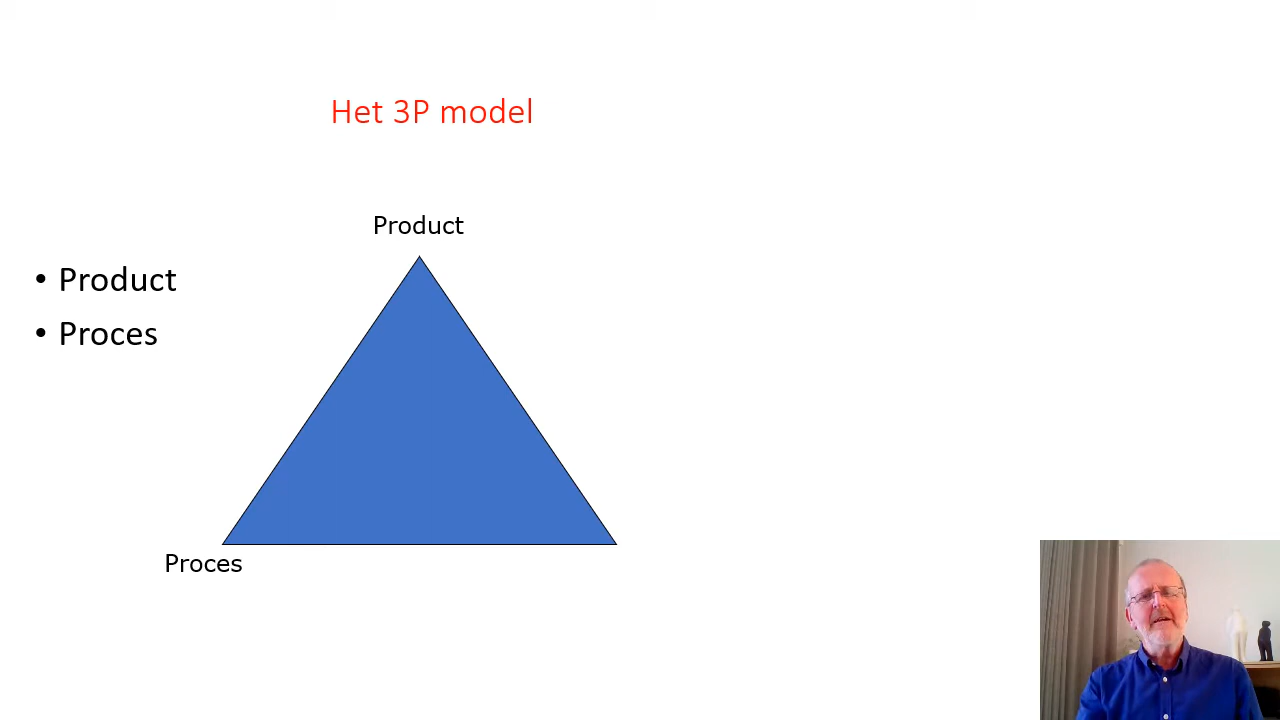 Het 3P model
Product
• Product
• Proces
Proces